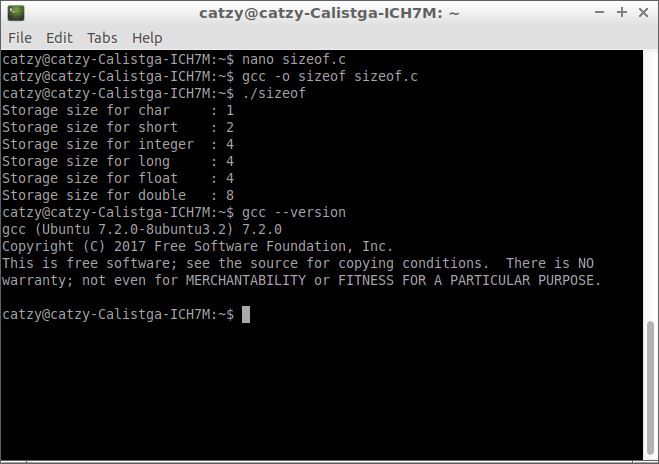 catzy@catzy-Calistga-ICH7M: ~
File Edit Tabs Help
catzy@catzy-Calistga-ICH7M:~$ nano sizeof.c
catzy@catzy-Calistga-ICH7M:~$ gcc -o sizeof sizeof.c
catzy@catzy-Calistga-ICH7M:~$ ./sizeof
Storage size for char     : 1
Storage size for short    : 2
Storage size for integer  : 4
Storage size for long     : 4
Storage size for float    : 4
Storage size for double   : 8
catzy@catzy-Calistga-ICH7M:~$ gcc --version
gcc (Ubuntu 7.2.0-8ubuntu3.2) 7.2.0
Copyright (C) 2017 Free Software Foundation, Inc.
This is free software; see the source for copying conditions.  There is NO
warranty; not even for MERCHANTABILITY or FITNESS FOR A PARTICULAR PURPOSE.
catzy@catzy-Calistga-ICH7M:~$